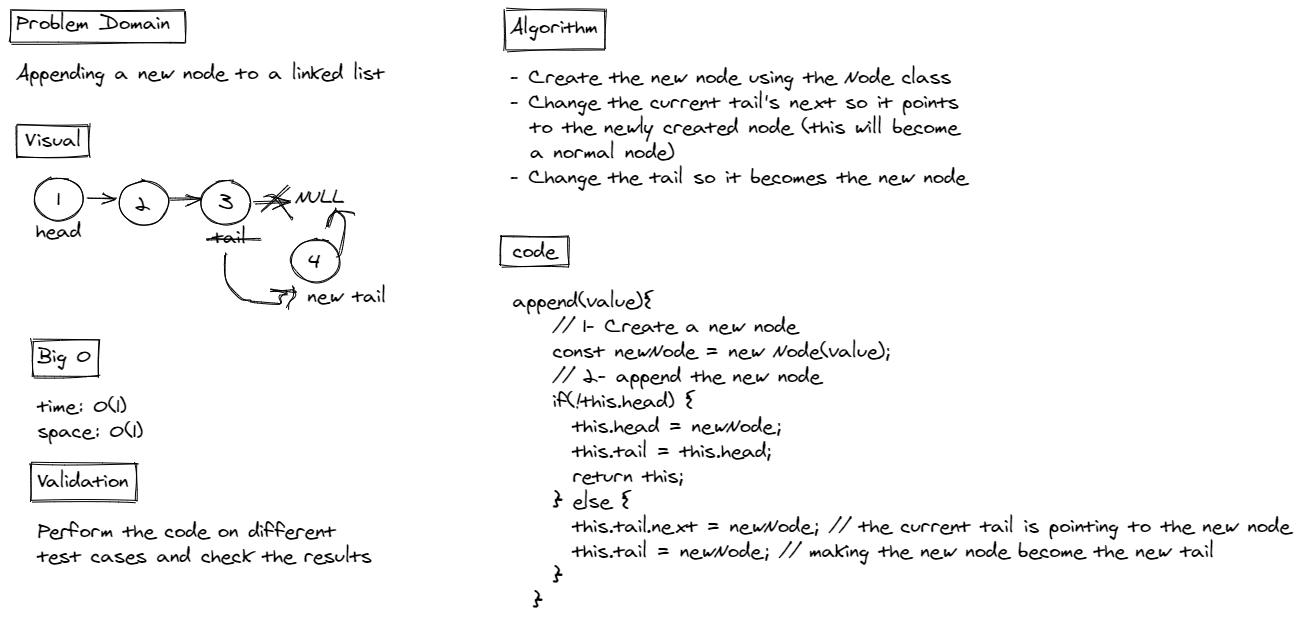 Problem Domain
Appending a new node to a linked list
Visual
1
2
3
NULL
head
tail
4
new tail
Big O
time: O(1)
space: O(1)
Validation
Perform the code on different
test cases and check the results
Algorithm
- Create the new node using the Node class
- Change the current tail's next so it points
to the newly created node (this will become
a normal node)
- Change the tail so it becomes the new node
code
append(value){
// 1- Create a new node
const newNode = new Node(value);
// 2- append the new node
if(!this.head) {
this.head = newNode;
this.tail = this.head;
return this;
} else {
this.tail.next = newNode; // the current tail is pointing to the new node
this.tail = newNode; // making the new node become the new tail
}
}